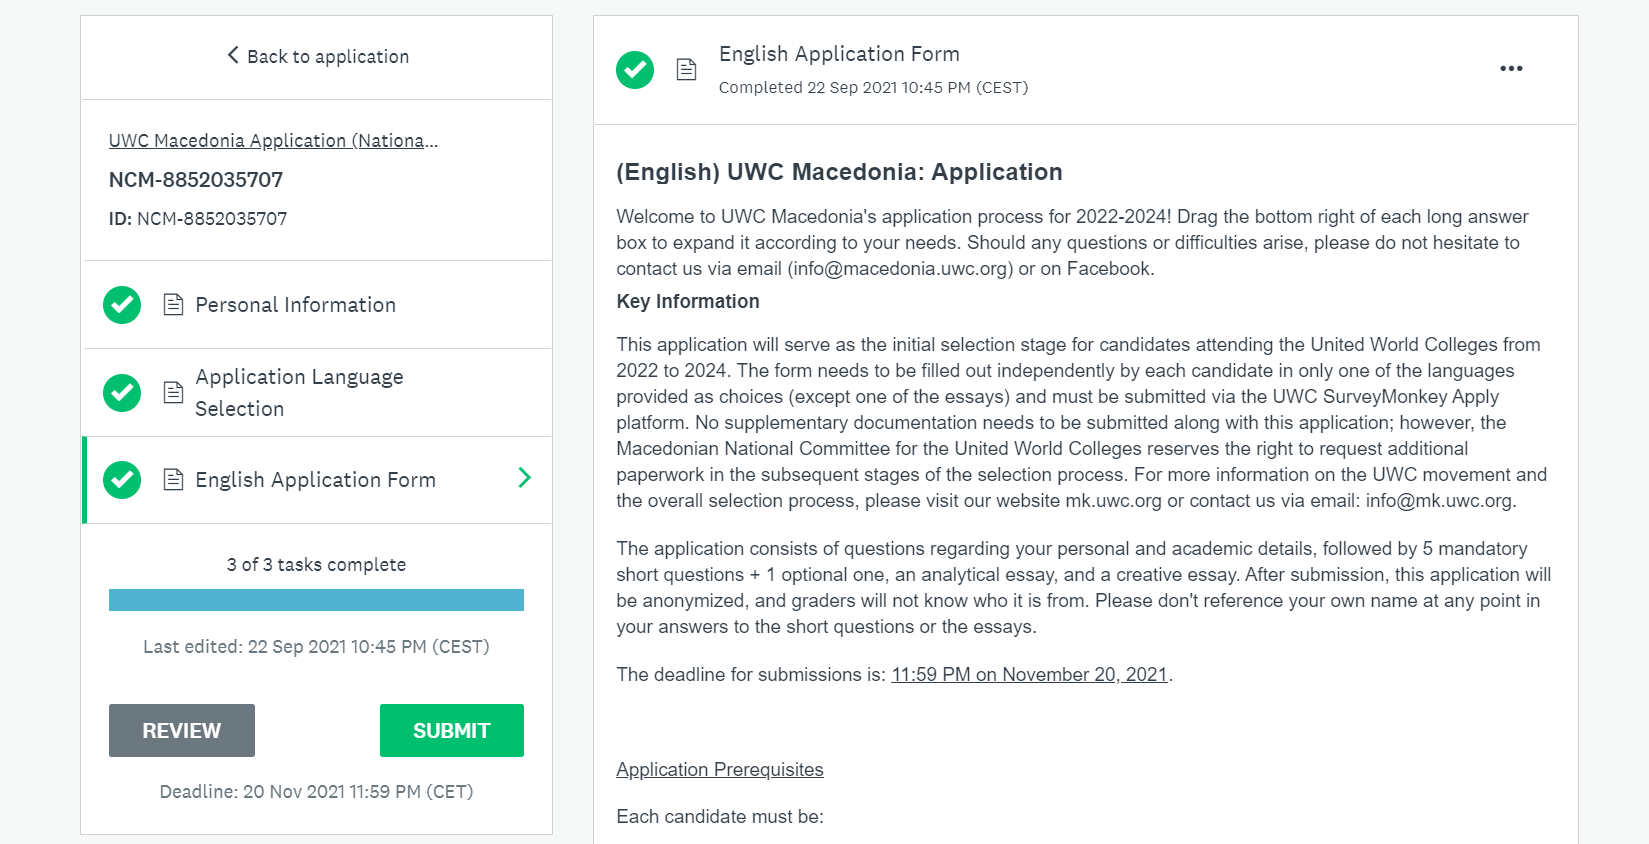 Back to application
UWC Macedonia Application (Nationa...
NCM-8852035707
ID: NCM-8852035707
Personal Information
Application Language
Selection
English Application Form
3 of 3 tasks complete
Last edited: 22 Sep 2021 10:45 PM (CEST)
REVIEW
SUBMIT
Deadline: 20 Nov 2021 11:59 PM (CET)
English Application Form
Completed 22 Sep 2021 10:45 PM (CEST)
(English) UWC Macedonia: Application
Welcome to UWC Macedonia's application process for 2022-2024! Drag the bottom right of each long answer
box to expand it according to your needs. Should any questions or difficulties arise, please do not hesitate to
contact us via email (info@macedonia.uwc.org) or on Facebook.
Key Information
This application will serve as the initial selection stage for candidates attending the United World Colleges from
2022 to 2024. The form needs to be filled out independently by each candidate in only one of the languages
provided as choices (except one of the essays) and must be submitted via the UWC SurveyMonkey Apply
platform. No supplementary documentation needs to be submitted along with this application; however, the
Macedonian National Committee for the United World Colleges reserves the right to request additional
paperwork in the subsequent stages of the selection process. For more information on the UWC movement and
the overall selection process, please visit our website mk.uwc.org or contact us via email: info@mk.uwc.org.
The application consists of questions regarding your personal and academic details, followed by 5 mandatory
short questions + 1 optional one, an analytical essay, and a creative essay. After submission, this application will
be anonymized, and graders will not know who it is from. Please don't reference your own name at any point in
your answers to the short questions or the essays.
The deadline for submissions is: 11:59 PM on November 20, 2021.
Application Prerequisites
Each candidate must be: